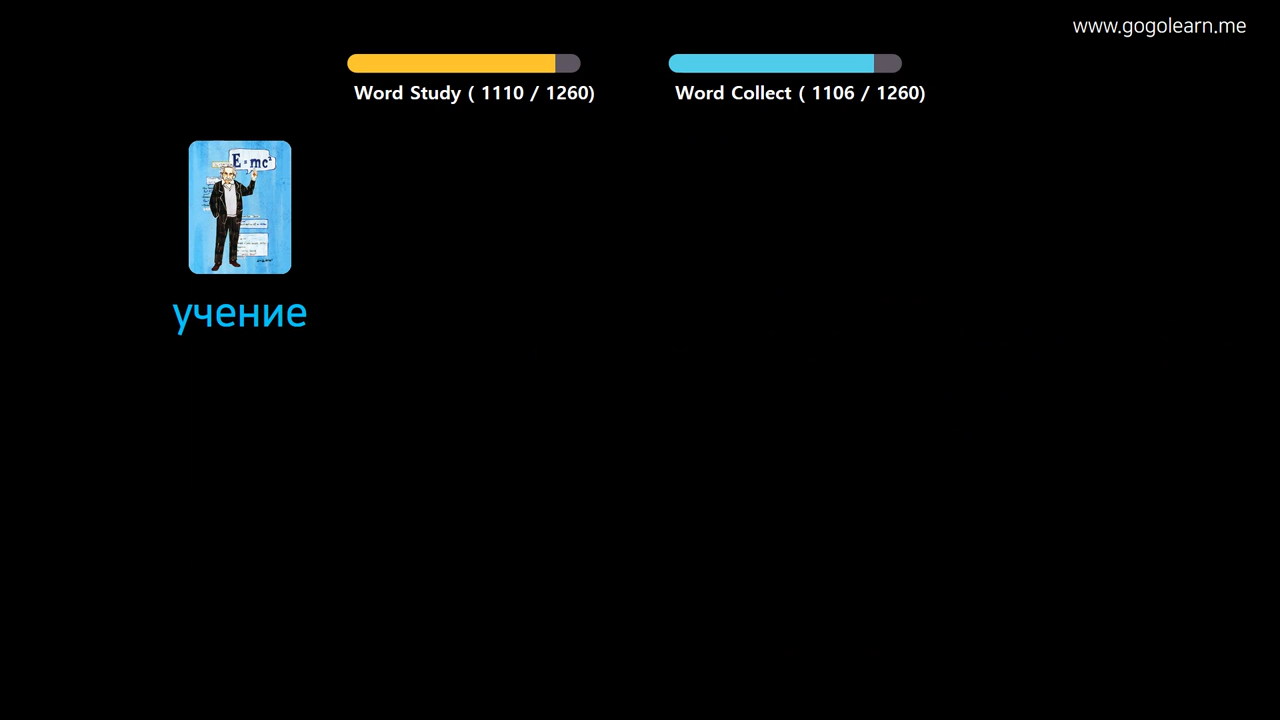 www.gogolearn.me
Word Study ( 1110 / 1260)
Word Collect ( 1106 / 1260)
E=mc²
учение